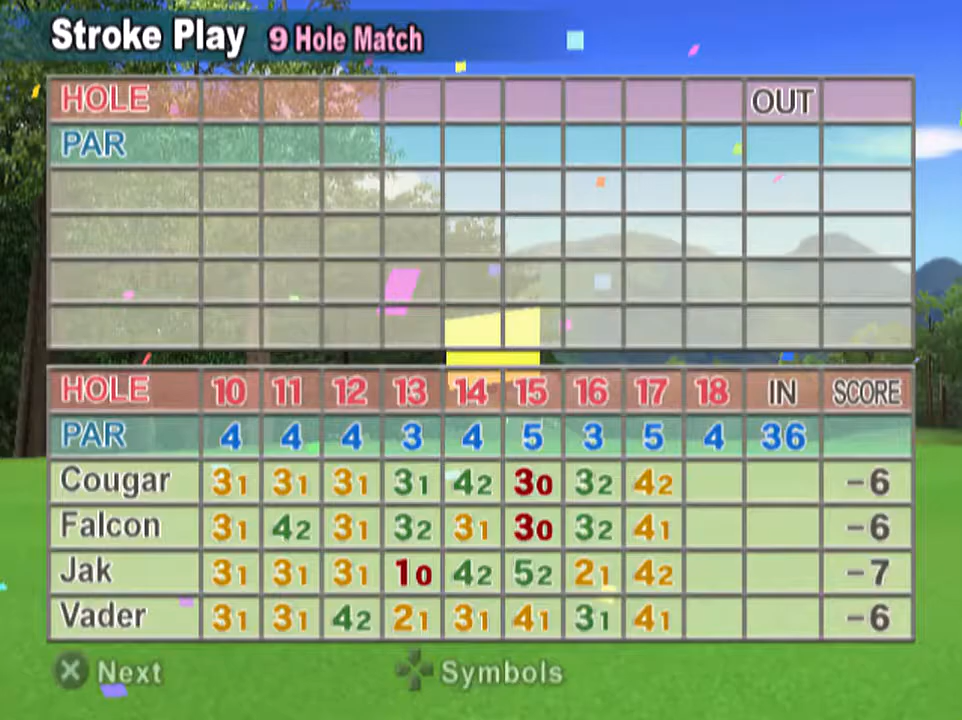 Stroke Play 9 Hole Match
HOLE OUT
PAR
HOLE 10 11 12 13 14 15 16 17 18 IN SCORE
PAR 4 4 4 3 4 5 3 5 4 36
Cougar 31 31 31 31 42 30 32 42 -6
Falcon 31 42 31 32 31 30 32 41 -6
Jak 31 31 31 10 42 52 21 42 -7
Vader 31 31 42 21 31 41 31 41 -6
X Next Symbols